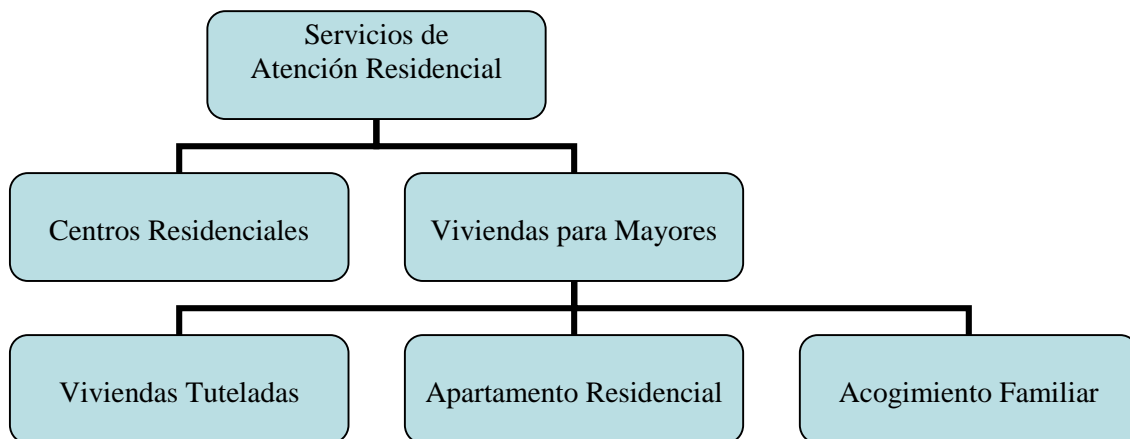 Servicios de
Atención Residencial
Centros Residenciales
Viviendas para Mayores
Viviendas Tuteladas
Apartamento Residencial
Acogimiento Familiar